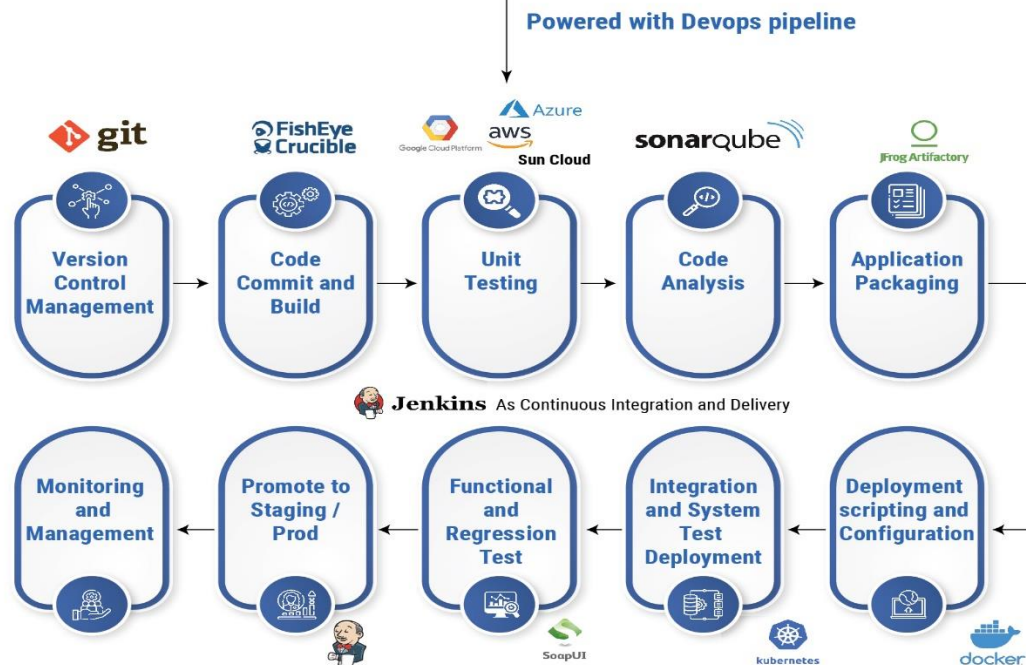 Powered with Devops pipeline
git
FishEye
Crucible
Google Cloud Platform
Azure
aws
Sun Cloud
sonarqube
JFrog Artifactory
Version
Control
Management
Code
Commit and
Build
Unit
Testing
Code
Analysis
Application
Packaging
Jenkins As Continuous Integration and Delivery
Monitoring
and
Management
Promote to
Staging /
Prod
Functional
and
Regression
Test
Integration
and System
Test
Deployment
Deployment
scripting and
Configuration
SoapUI
kubernetes
docker